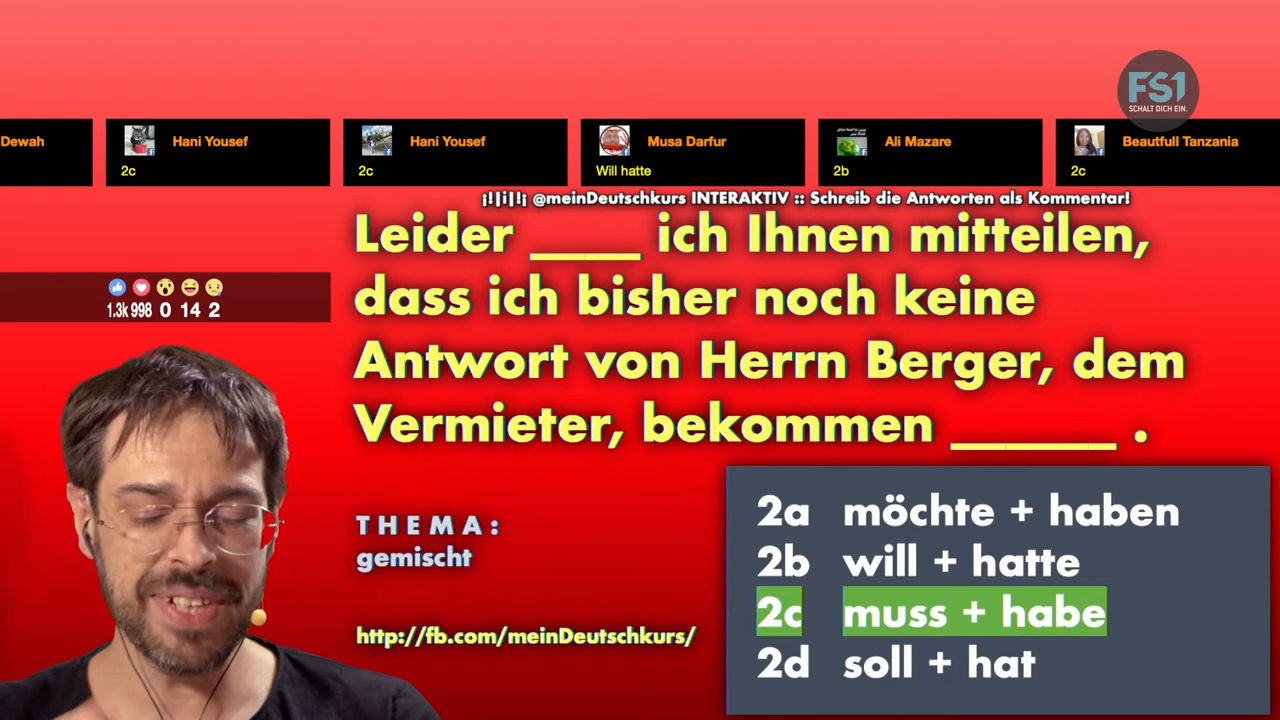 FS1
SCHALT DICH EIN.
Dewah
Hani Yousef
2c
Hani Yousef
2c
Musa Darfur
Will hatte
Ali Mazare
2b
Beautfull Tanzania
2c
¡!|¡|!¡ @meinDeutschkurs INTERAKTIV :: Schreib die Antworten als Kommentar!
Leider ____ ich Ihnen mitteilen,
dass ich bisher noch keine
Antwort von Herrn Berger, dem
Vermieter, bekommen ______ .
1.3k 998 0 14 2
THEMA:
gemischt
http://fb.com/meinDeutschkurs/
2a möchte + haben
2b will + hatte
2c muss + habe
2d soll + hat